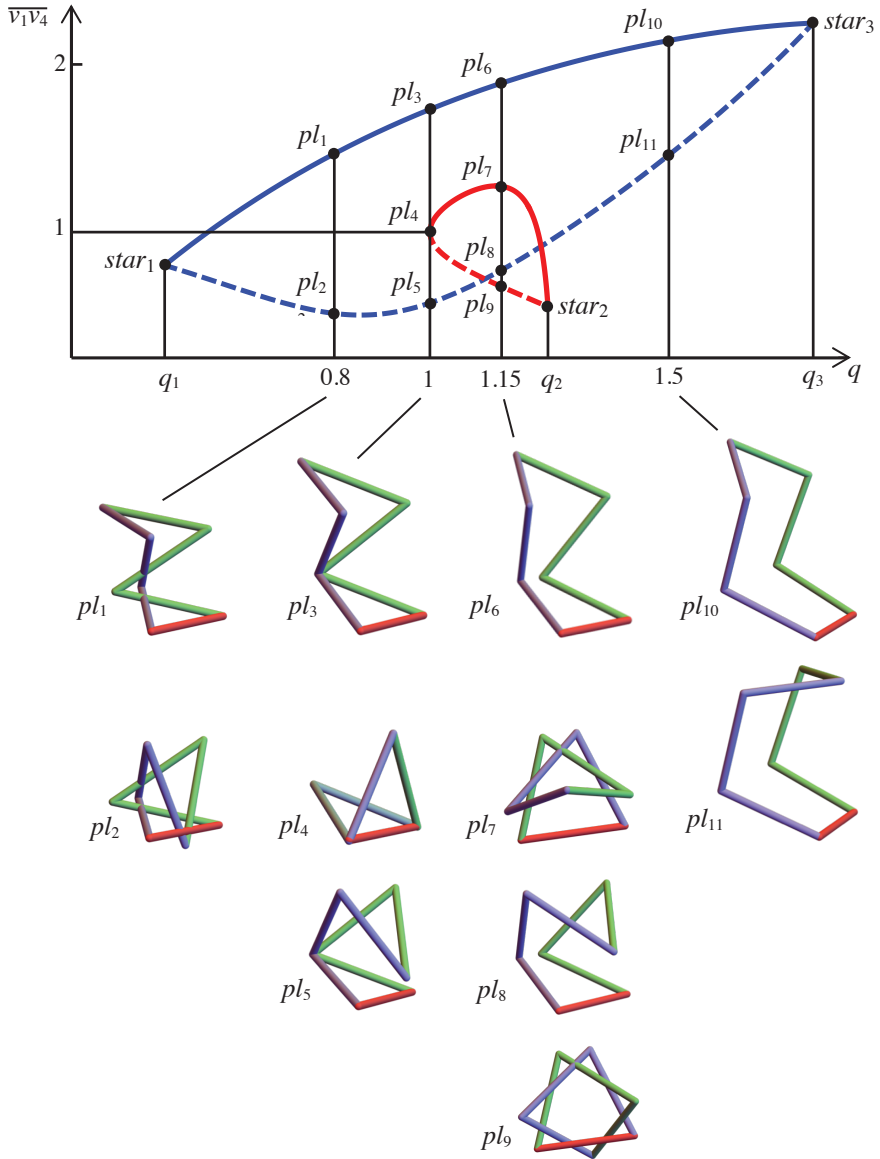 v₁v₄
2
1
star₁
pl₁
pl₂
pl₃
pl₄
pl₅
pl₆
pl₇
pl₈
pl₉
star₂
pl₁₀
pl₁₁
star₃
q₁ 0.8 1 1.15 q₂ 1.5 q₃ q
pl₁ pl₃ pl₆ pl₁₀
pl₂ pl₄ pl₇ pl₁₁
pl₅ pl₈
pl₉